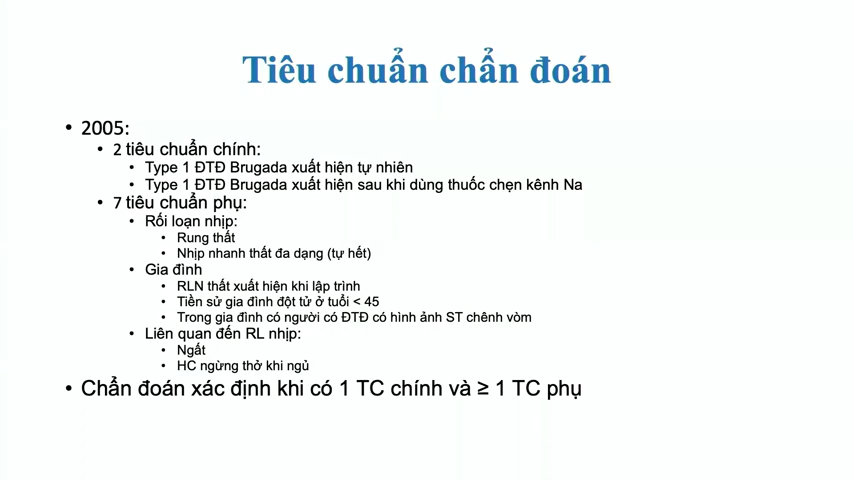 Tiêu chuẩn chẩn đoán
• 2005:
• 2 tiêu chuẩn chính:
• Type 1 ĐTĐ Brugada xuất hiện tự nhiên
• Type 1 ĐTĐ Brugada xuất hiện sau khi dùng thuốc chẹn kênh Na
• 7 tiêu chuẩn phụ:
• Rối loạn nhịp:
• Rung thất
• Nhịp nhanh thất đa dạng (tự hết)
• Gia đình
• RLN thất xuất hiện khi lập trình
• Tiền sử gia đình đột tử ở tuổi < 45
• Trong gia đình có người có ĐTĐ có hình ảnh ST chênh vòm
• Liên quan đến RL nhịp:
• Ngất
• HC ngừng thở khi ngủ
• Chẩn đoán xác định khi có 1 TC chính và ≥ 1 TC phụ